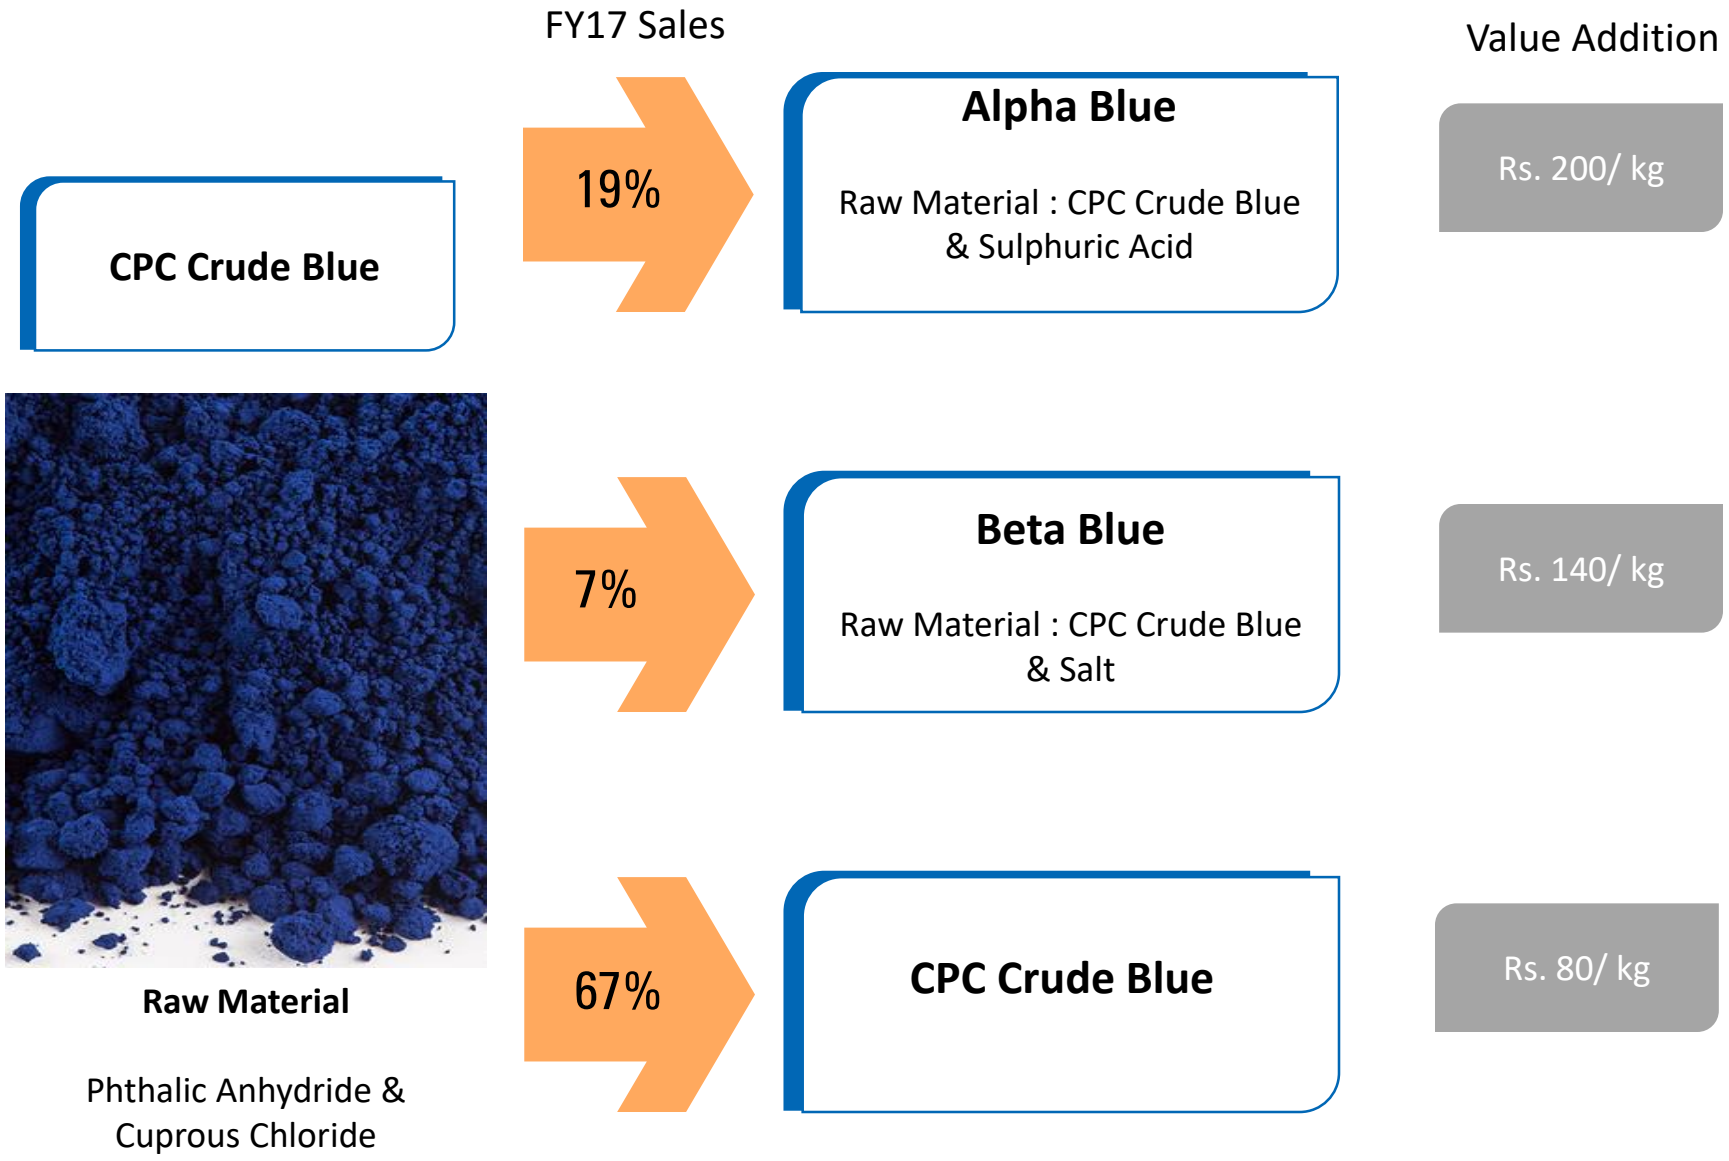 FY17 Sales
Value Addition
CPC Crude Blue
19%
Alpha Blue
Raw Material : CPC Crude Blue
& Sulphuric Acid
Rs. 200/ kg
7%
Beta Blue
Raw Material : CPC Crude Blue
& Salt
Rs. 140/ kg
67%
CPC Crude Blue
Rs. 80/ kg
Raw Material
Phthalic Anhydride &
Cuprous Chloride